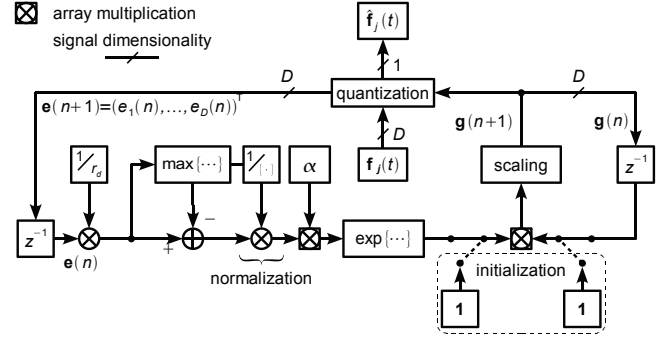 array multiplication
signal dimensionality
f̂_j(t)
1
D
D
quantization
e(n+1)=(e₁(n),…,e_D(n))ᵀ
g(n+1)
g(n)
D
1/r_d
max{⋯}
1/{·}
α
f_j(t)
scaling
z⁻¹
z⁻¹
e(n)
+
−
exp{⋯}
normalization
initialization
1
1